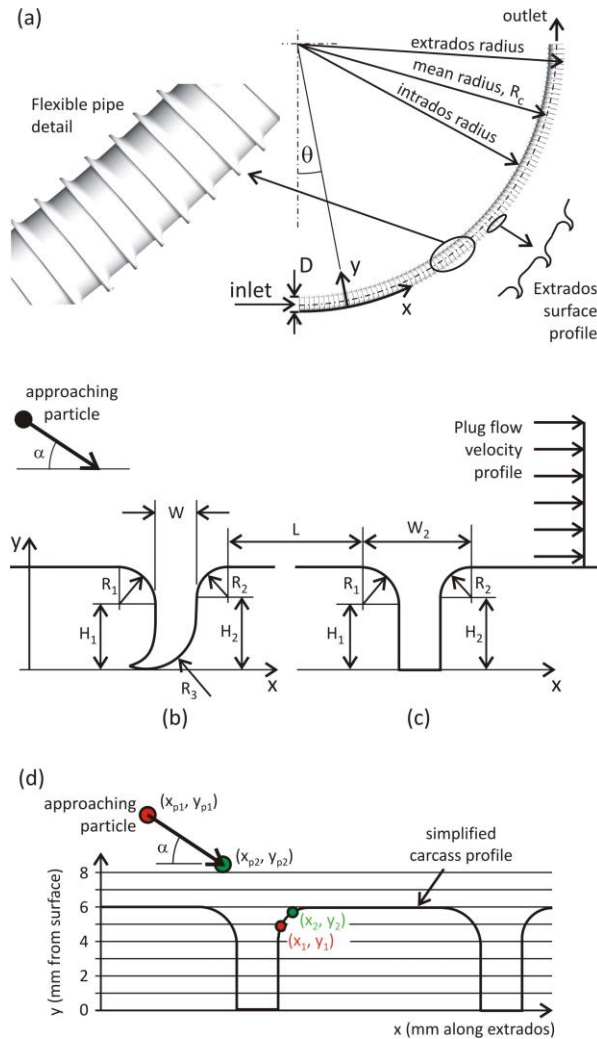 (a)
outlet
extrados radius
mean radius, Rc
intrados radius
Flexible pipe
detail
θ
D
y
inlet
x
Extrados
surface
profile
approaching
particle
α
Plug flow
velocity
profile
W
L
W2
y
R1
R2
R1
R2
H1
H2
H1
H2
R3
x
x
(b)
(c)
(d)
approaching
particle
(xp1, yp1)
α
(xp2, yp2)
simplified
carcass profile
y (mm from surface)
8
6
4
2
0
(x2, y2)
(x1, y1)
x (mm along extrados)